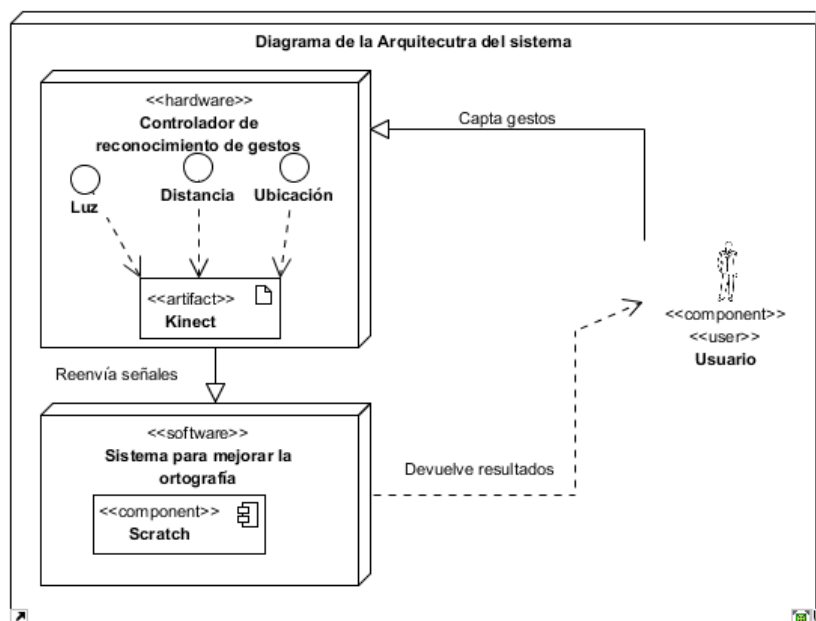 Diagrama de la Arquitecutra del sistema
<<hardware>>
Controlador de
reconocimiento de gestos
Luz
Distancia
Ubicación
<<artifact>>
Kinect
Capta gestos
<<component>>
<<user>>
Usuario
Reenvía señales
<<software>>
Sistema para mejorar la
ortografía
<<component>>
Scratch
Devuelve resultados